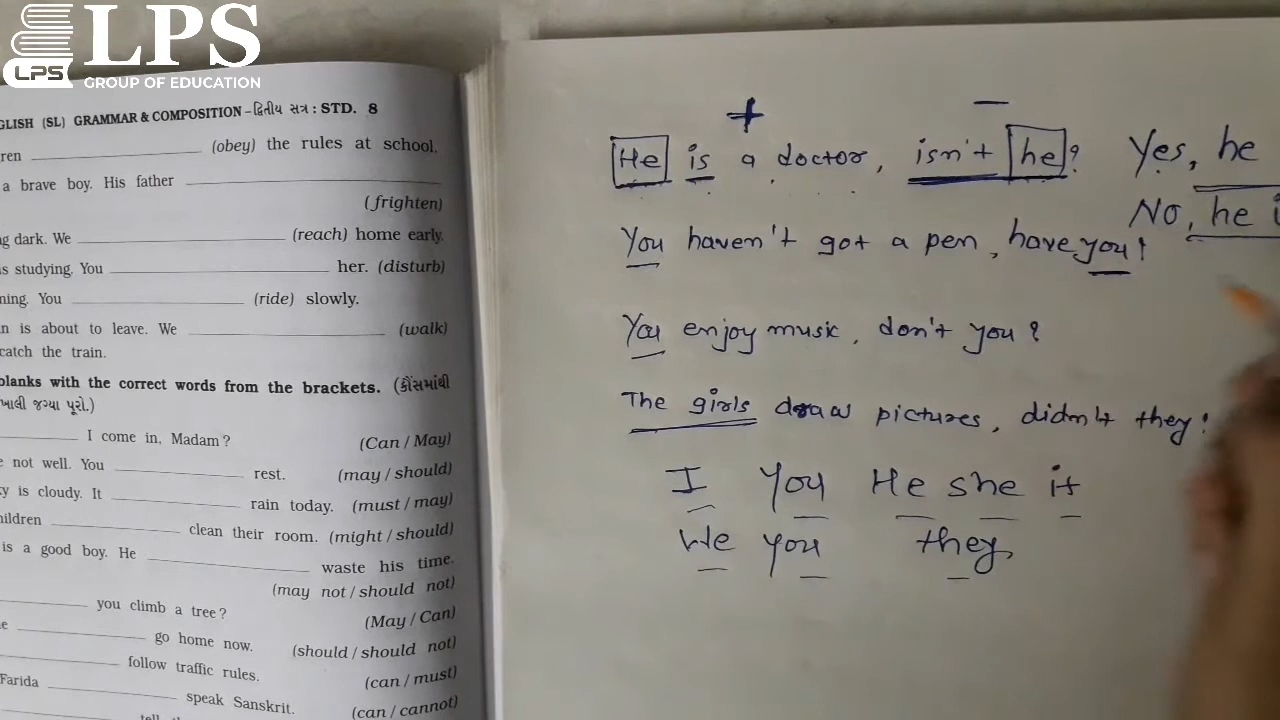 LPS
LPS
GROUP OF EDUCATION
GLISH (SL) GRAMMAR & COMPOSITION – દ્વિતીય સત્ર : STD. 8
(obey) the rules at school.
a brave boy. His father
(frighten)
g dark. We (reach) home early.
s studying. You her. (disturb)
ning. You (ride) slowly.
n is about to leave. We (walk)
catch the train.
blanks with the correct words from the brackets. (કૌંસમાંથી
ખાલી જગ્યા પૂરો.)
I come in, Madam? (Can / May)
e not well. You rest. (may / should)
y is cloudy. It rain today. (must / may)
hildren clean their room. (might / should)
is a good boy. He waste his time.
(may not / should not)
you climb a tree? (May / Can)
e go home now. (should / should not)
follow traffic rules. (can / must)
Farida speak Sanskrit. (can / cannot)
+ –
He is a doctor, isn't he? Yes, he
No, he i
You haven't got a pen, have you?
You enjoy music, don't you?
The girls draw pictures, didn't they?
I You He she it
We you they,